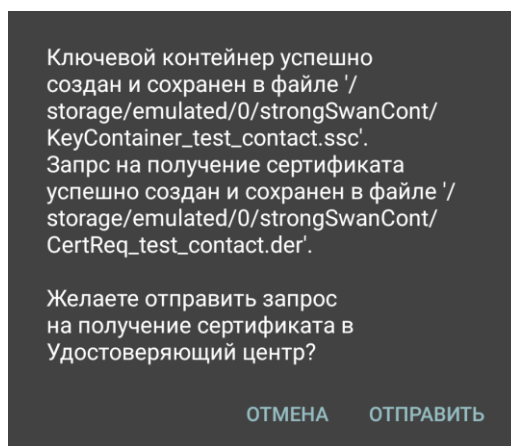 Ключевой контейнер успешно
создан и сохранен в файле '/
storage/emulated/0/strongSwanCont/
KeyContainer_test_contact.ssc'.
Запрс на получение сертификата
успешно создан и сохранен в файле '/
storage/emulated/0/strongSwanCont/
CertReq_test_contact.der'.
Желаете отправить запрос
на получение сертификата в
Удостоверяющий центр?
ОТМЕНА ОТПРАВИТЬ